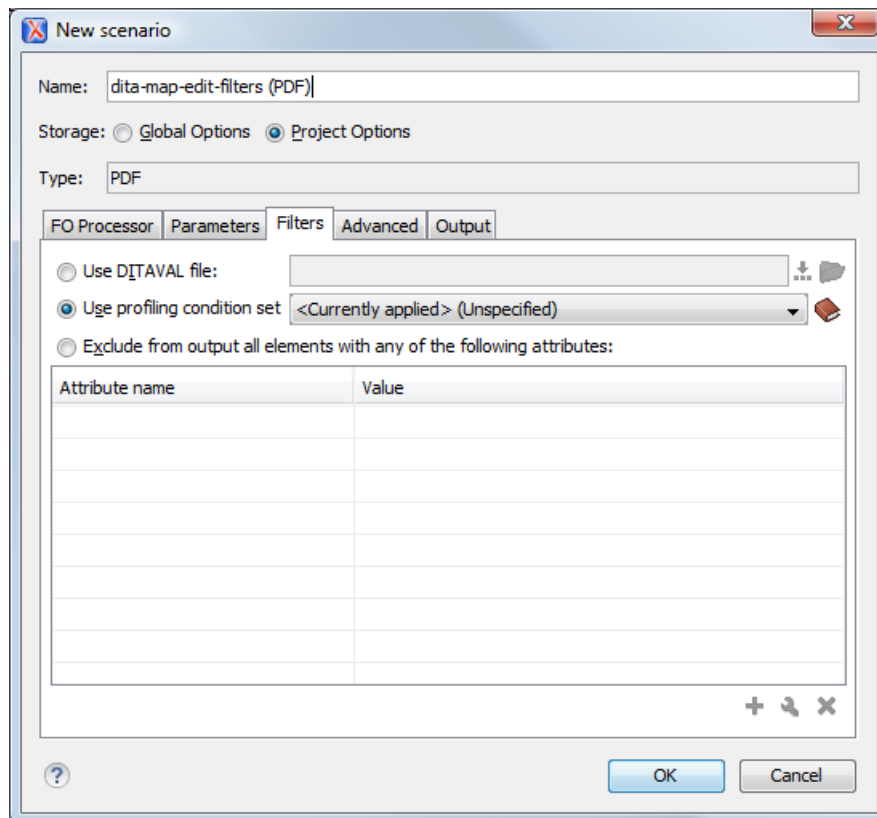 New scenario
Name: dita-map-edit-filters (PDF)
Storage: Global Options Project Options
Type: PDF
FO Processor Parameters Filters Advanced Output
Use DITAVAL file:
Use profiling condition set <Currently applied> (Unspecified)
Exclude from output all elements with any of the following attributes:
Attribute name Value
OK Cancel